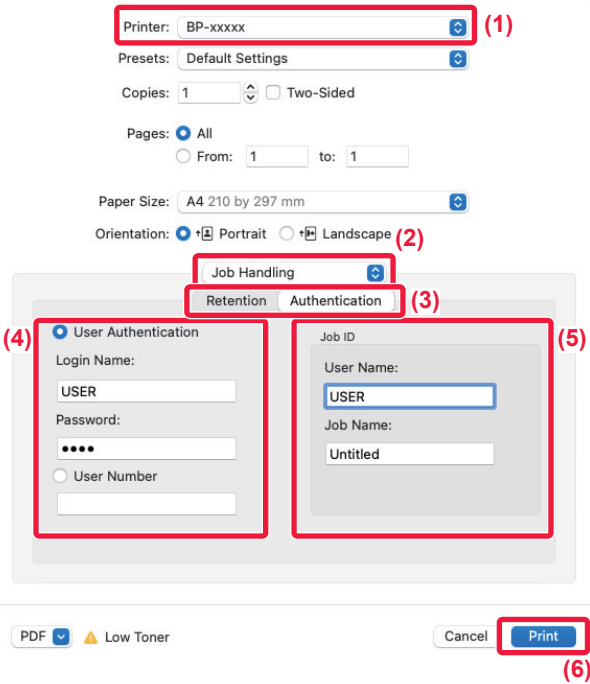 Printer: BP-xxxxx (1)
Presets: Default Settings
Copies: 1 Two-Sided
Pages: All
From: 1 to: 1
Paper Size: A4 210 by 297 mm
Orientation: Portrait Landscape (2)
Job Handling
Retention Authentication (3)
(4) User Authentication
Login Name:
USER
Password:
••••
User Number
Job ID (5)
User Name:
USER
Job Name:
Untitled
PDF Low Toner Cancel Print
(6)